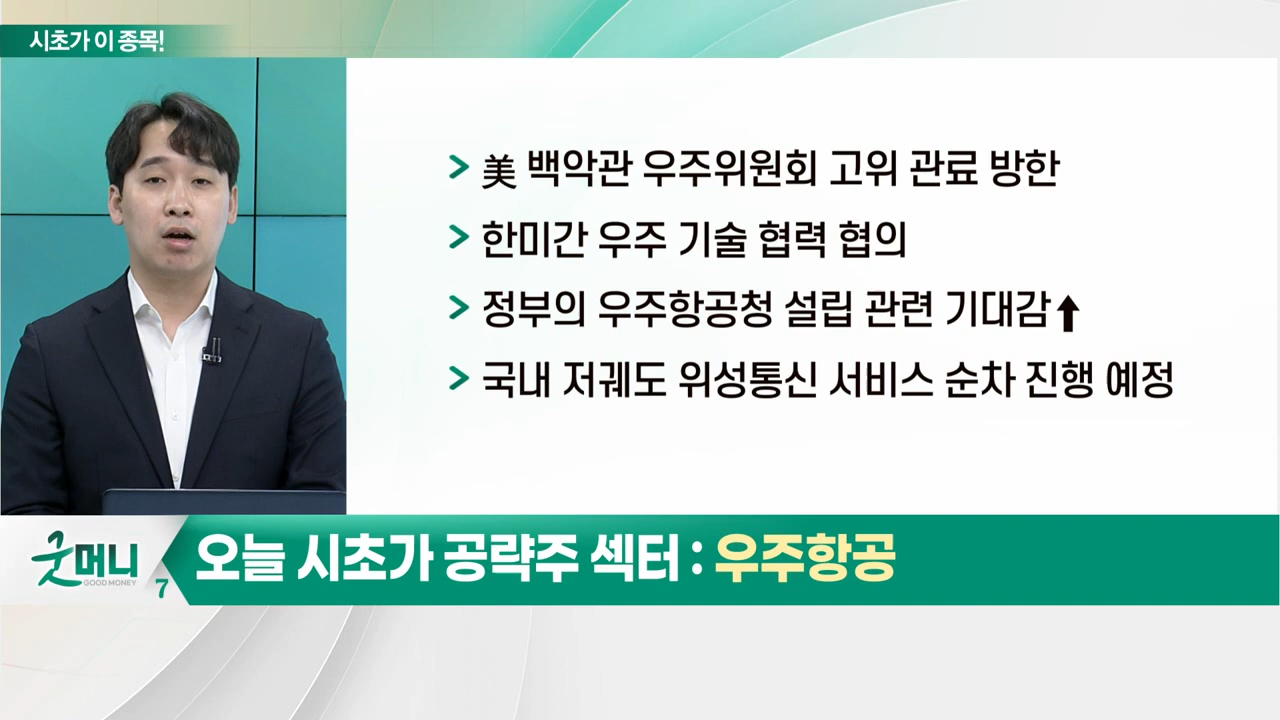 시초가 이 종목!
> 美 백악관 우주위원회 고위 관료 방한
> 한미간 우주 기술 협력 협의
> 정부의 우주항공청 설립 관련 기대감⬆
> 국내 저궤도 위성통신 서비스 순차 진행 예정
굿머니
GOOD MONEY
7
오늘 시초가 공략주 섹터 : 우주항공